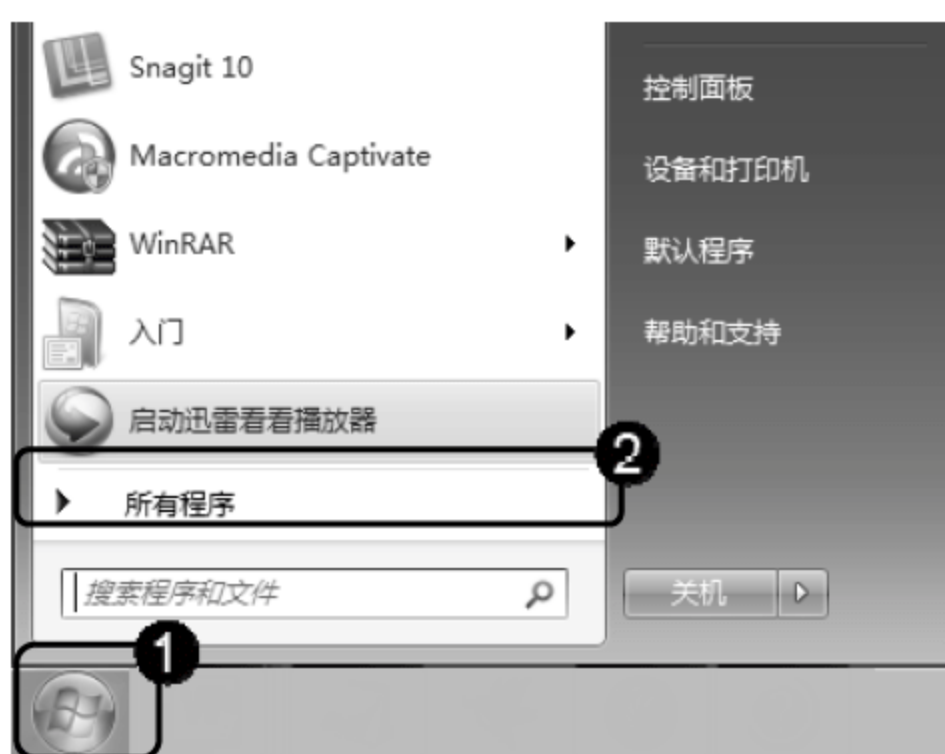 Snagit 10
Macromedia Captivate
WinRAR
入门
启动迅雷看看播放器
2
所有程序
搜索程序和文件
1
控制面板
设备和打印机
默认程序
帮助和支持
关机